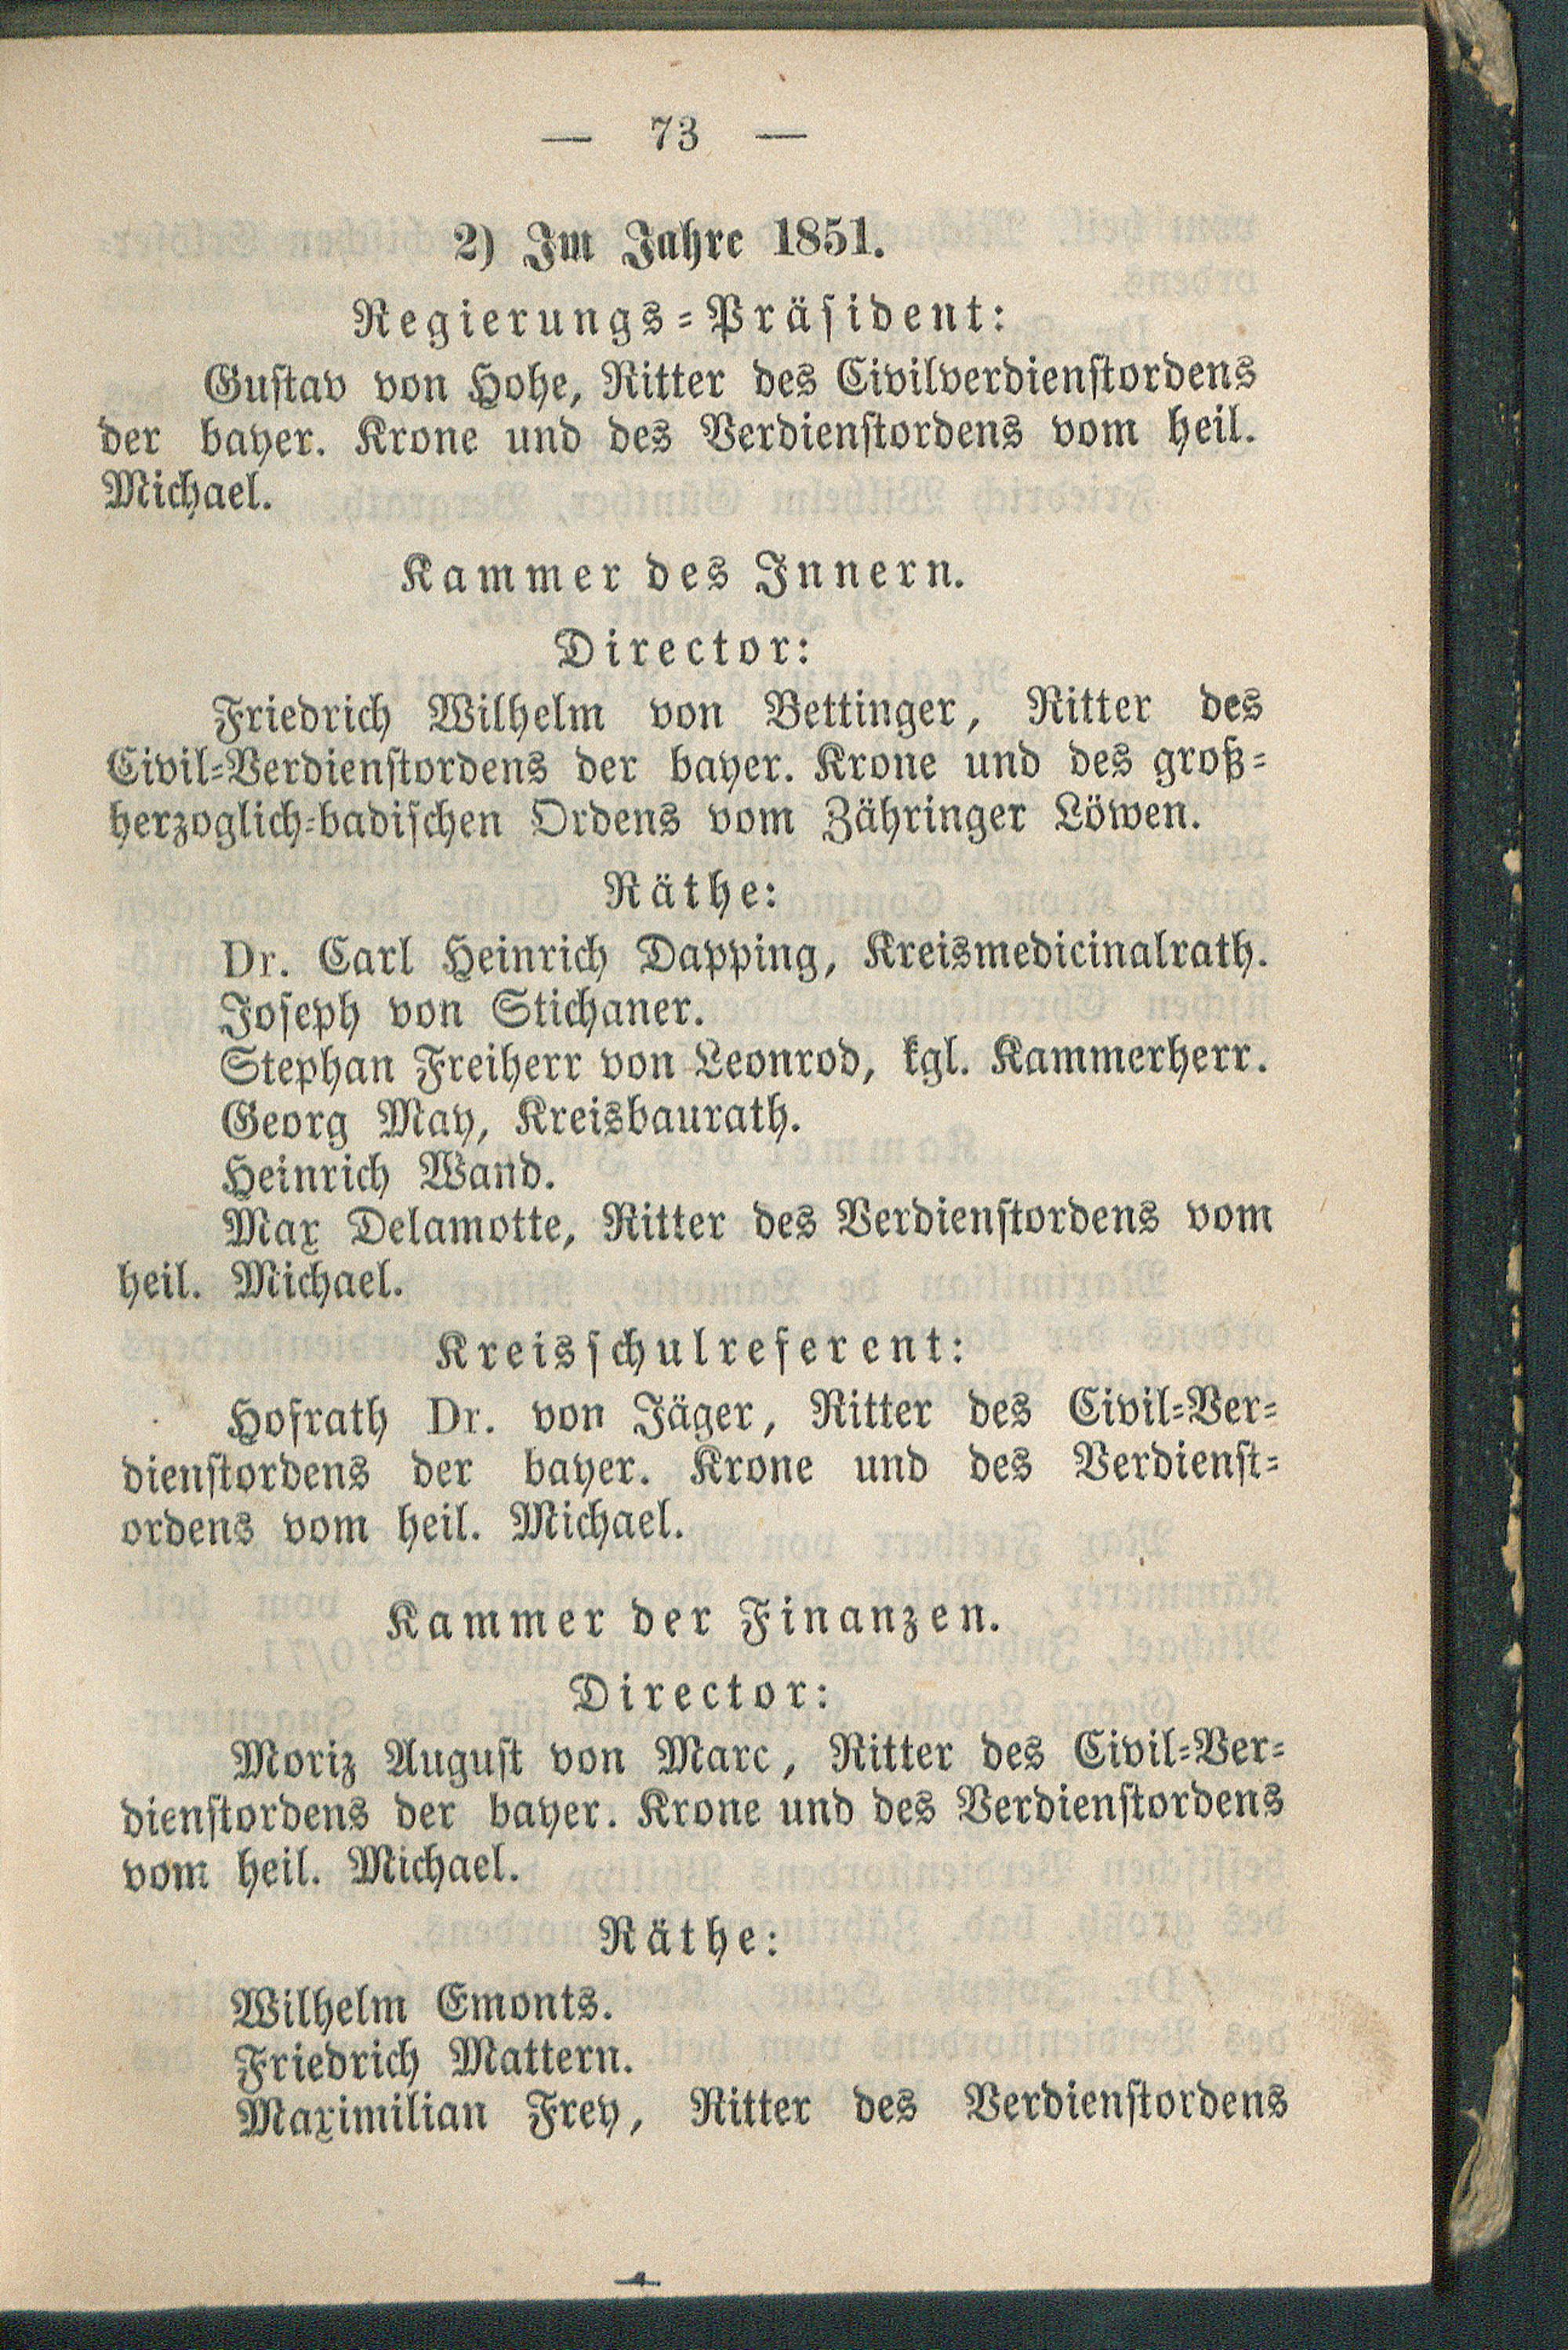 — 73 —
2) Im Jahre 1851.
Regierungs-Präsident:
Gustav von Hohe, Ritter des Civilverdienstordens
der bayer. Krone und des Verdienstordens vom heil.
Michael.
Kammer des Innern.
Director:
Friedrich Wilhelm von Bettinger, Ritter des
Civil-Verdienstordens der bayer. Krone und des groß-
herzoglich-badischen Ordens vom Zähringer Löwen.
Räthe:
Dr. Carl Heinrich Dapping, Kreismedicinalrath.
Joseph von Stichaner.
Stephan Freiherr von Leonrod, kgl. Kammerherr.
Georg May, Kreisbaurath.
Heinrich Wand.
Max Delamotte, Ritter des Verdienstordens vom
heil. Michael.
Kreisschulreferent:
Hofrath Dr. von Jäger, Ritter des Civil-Ver-
dienstordens der bayer. Krone und des Verdienst-
ordens vom heil. Michael.
Kammer der Finanzen.
Director:
Moriz August von Marc, Ritter des Civil-Ver-
dienstordens der bayer. Krone und des Verdienstordens
vom heil. Michael.
Räthe:
Wilhelm Emonts.
Friedrich Mattern.
Maximilian Frey, Ritter des Verdienstordens